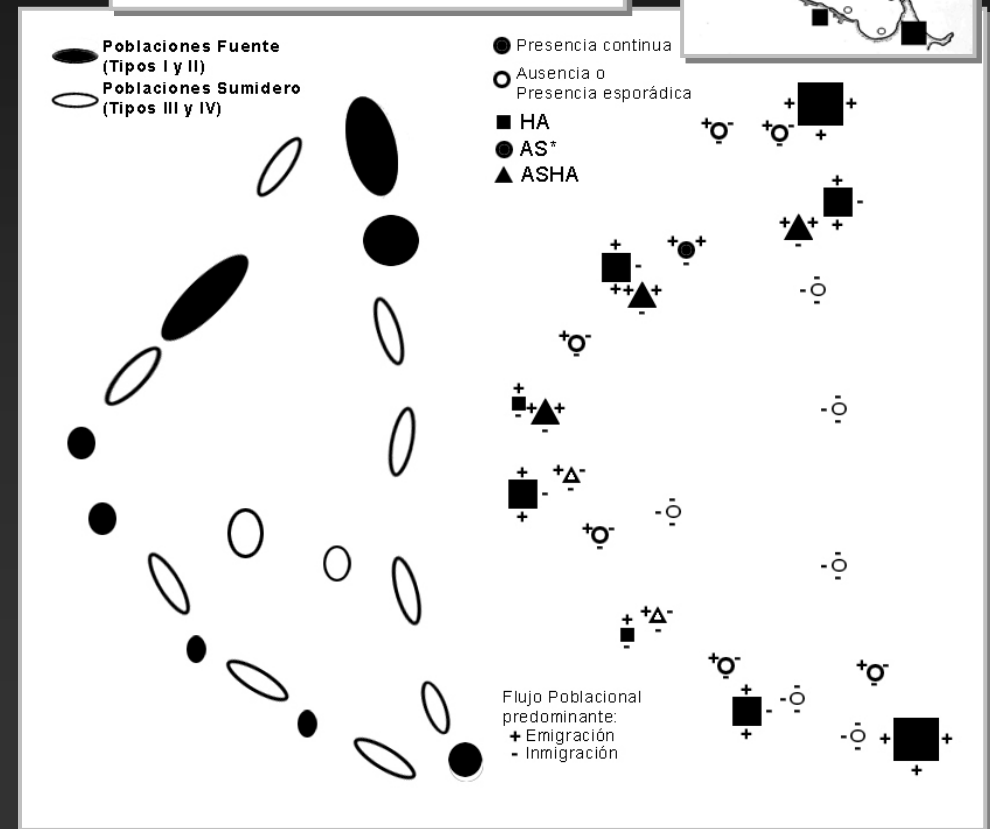 Poblaciones Fuente
(Tipos I y II)
Poblaciones Sumidero
(Tipos III y IV)
Presencia continua
Ausencia o
Presencia esporádica
HA
AS*
ASHA
Flujo Poblacional
predominante:
+ Emigración
- Inmigración